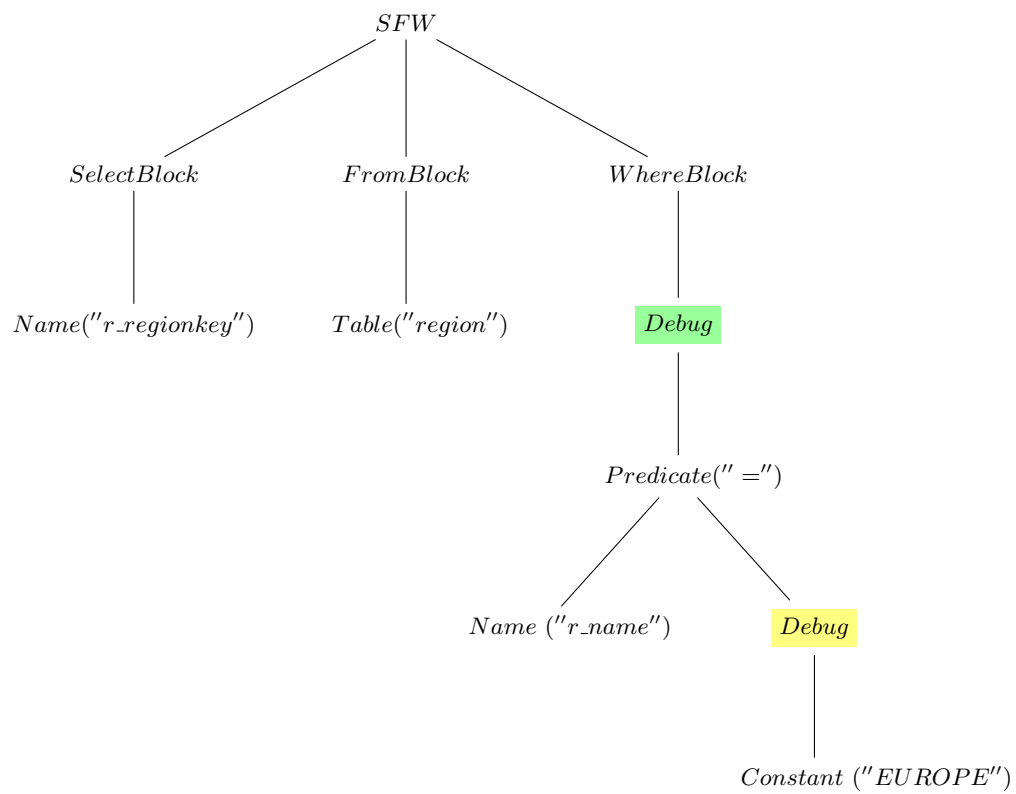 SFW
SelectBlock FromBlock WhereBlock
Name(″r_regionkey″) Table(″region″) Debug
Predicate(″ =″)
Name (″r_name″) Debug
Constant (″EUROPE″)